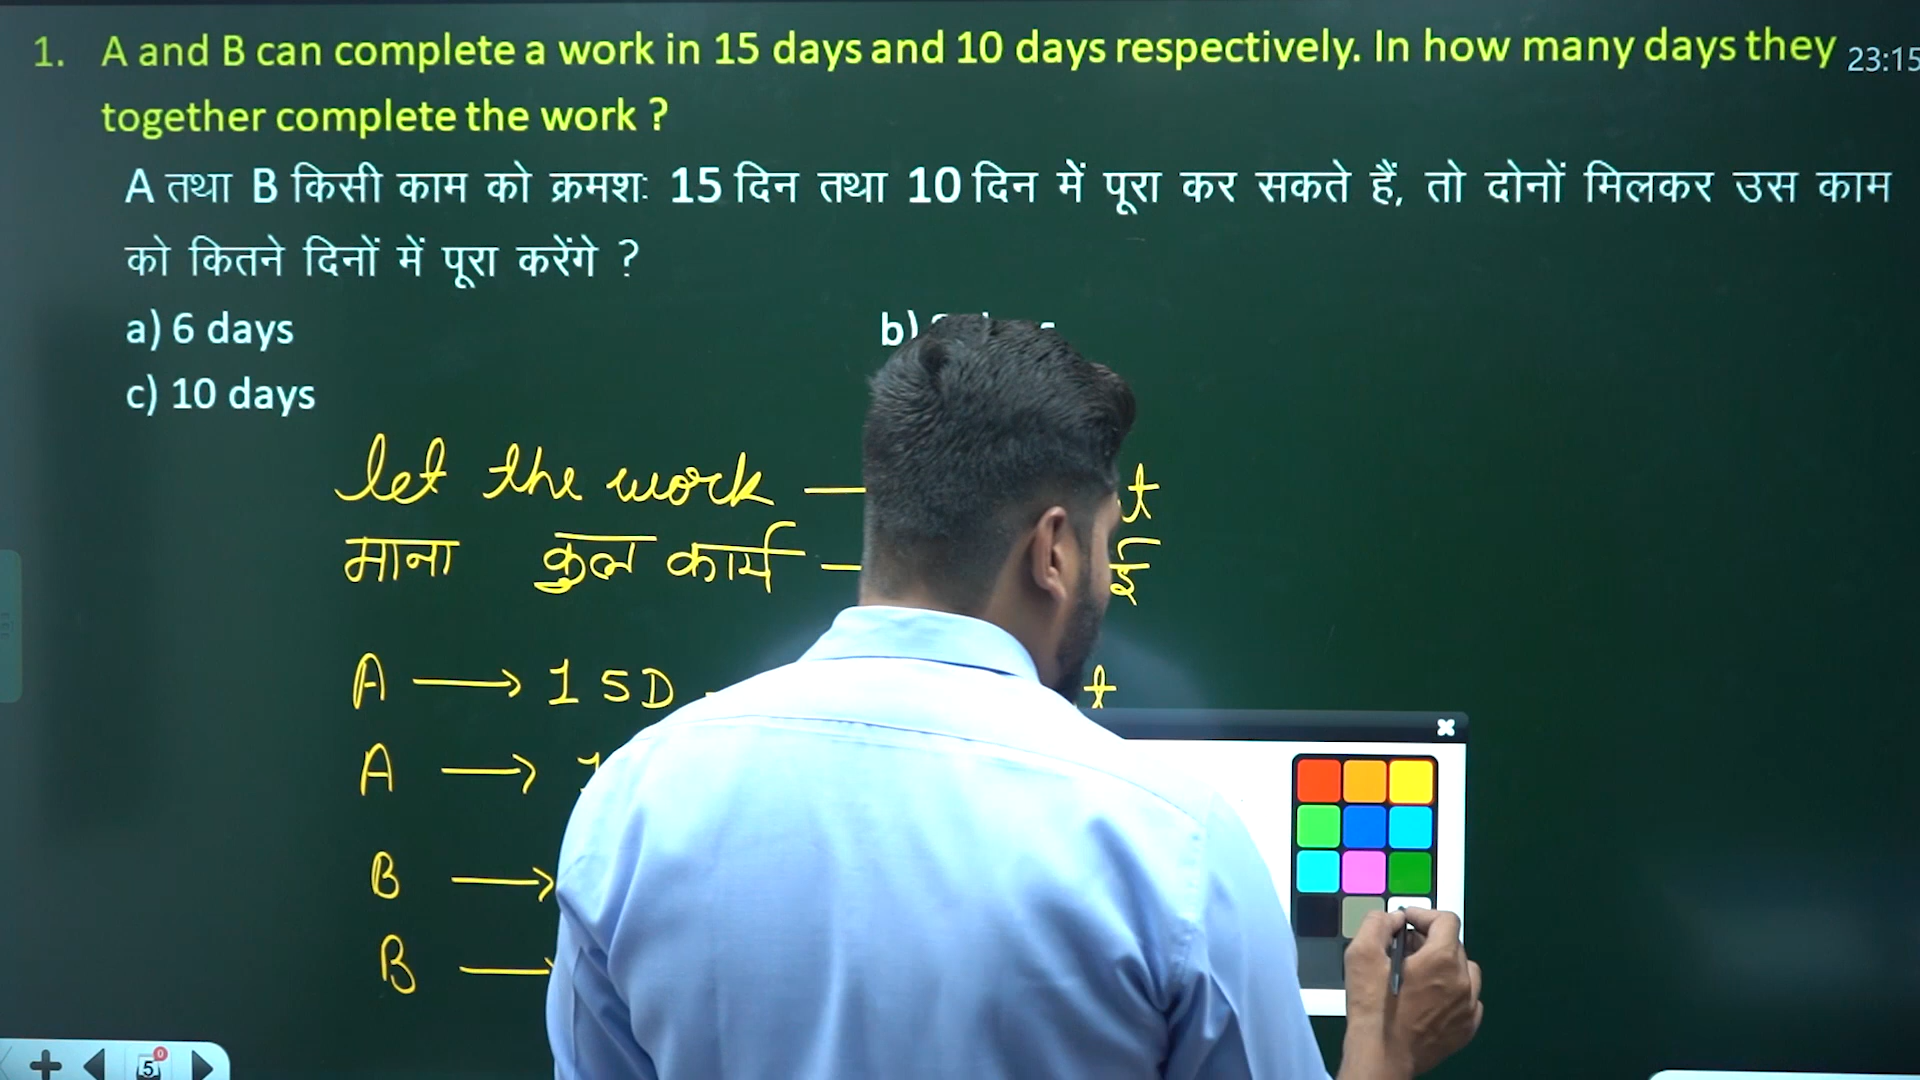 1. A and B can complete a work in 15 days and 10 days respectively. In how many days they
23:15
together complete the work ?
A तथा B किसी काम को क्रमशः 15 दिन तथा 10 दिन में पूरा कर सकते हैं, तो दोनों मिलकर उस काम
को कितने दिनों में पूरा करेंगे ?
a) 6 days b)
c) 10 days
let the work —
माना कुल कार्य —
A → 15D
A →
B →
B →
5
0